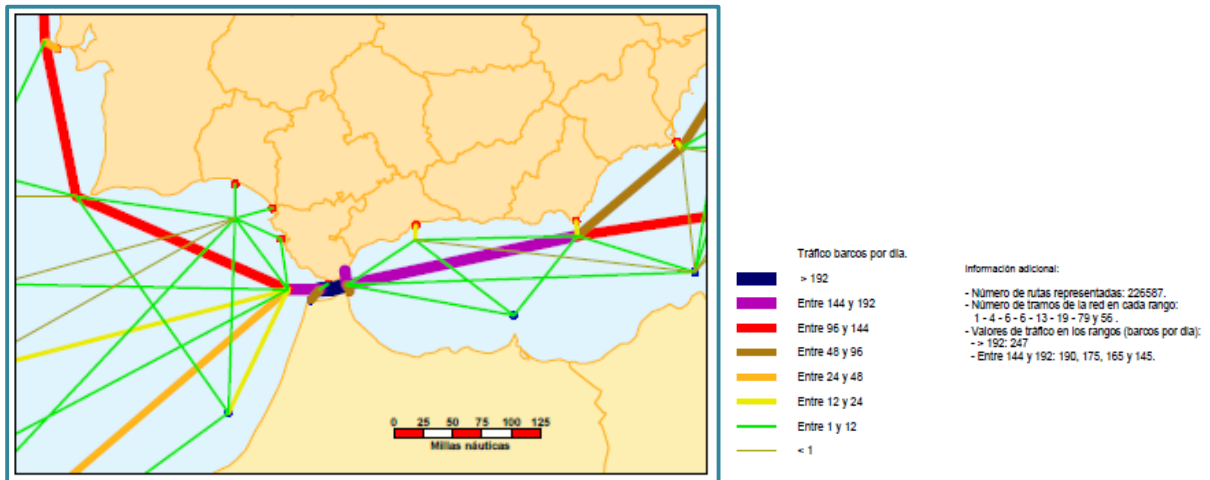 0 25 50 75 100 125
Millas náuticas
Tráfico barcos por dia.
> 192
Entre 144 y 192
Entre 96 y 144
Entre 48 y 96
Entre 24 y 48
Entre 12 y 24
Entre 1 y 12
< 1
Información adicional:
- Número de rutas representadas: 226587.
- Número de tramos de la red en cada rango:
1 - 4 - 6 - 6 - 13 - 19 - 79 y 56 .
- Valores de tráfico en los rangos (barcos por dia):
- > 192: 247
- Entre 144 y 192: 190, 175, 165 y 145.